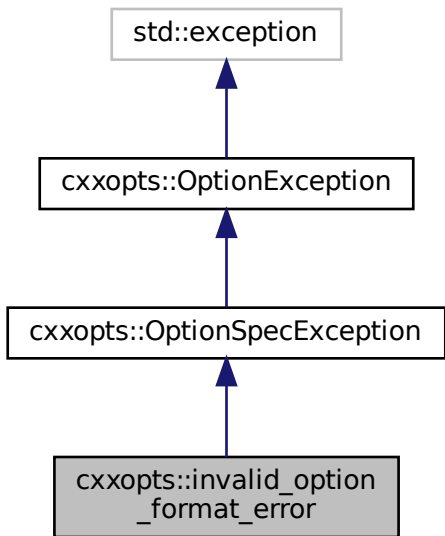 std::exception
cxxopts::OptionException
cxxopts::OptionSpecException
cxxopts::invalid_option
_format_error